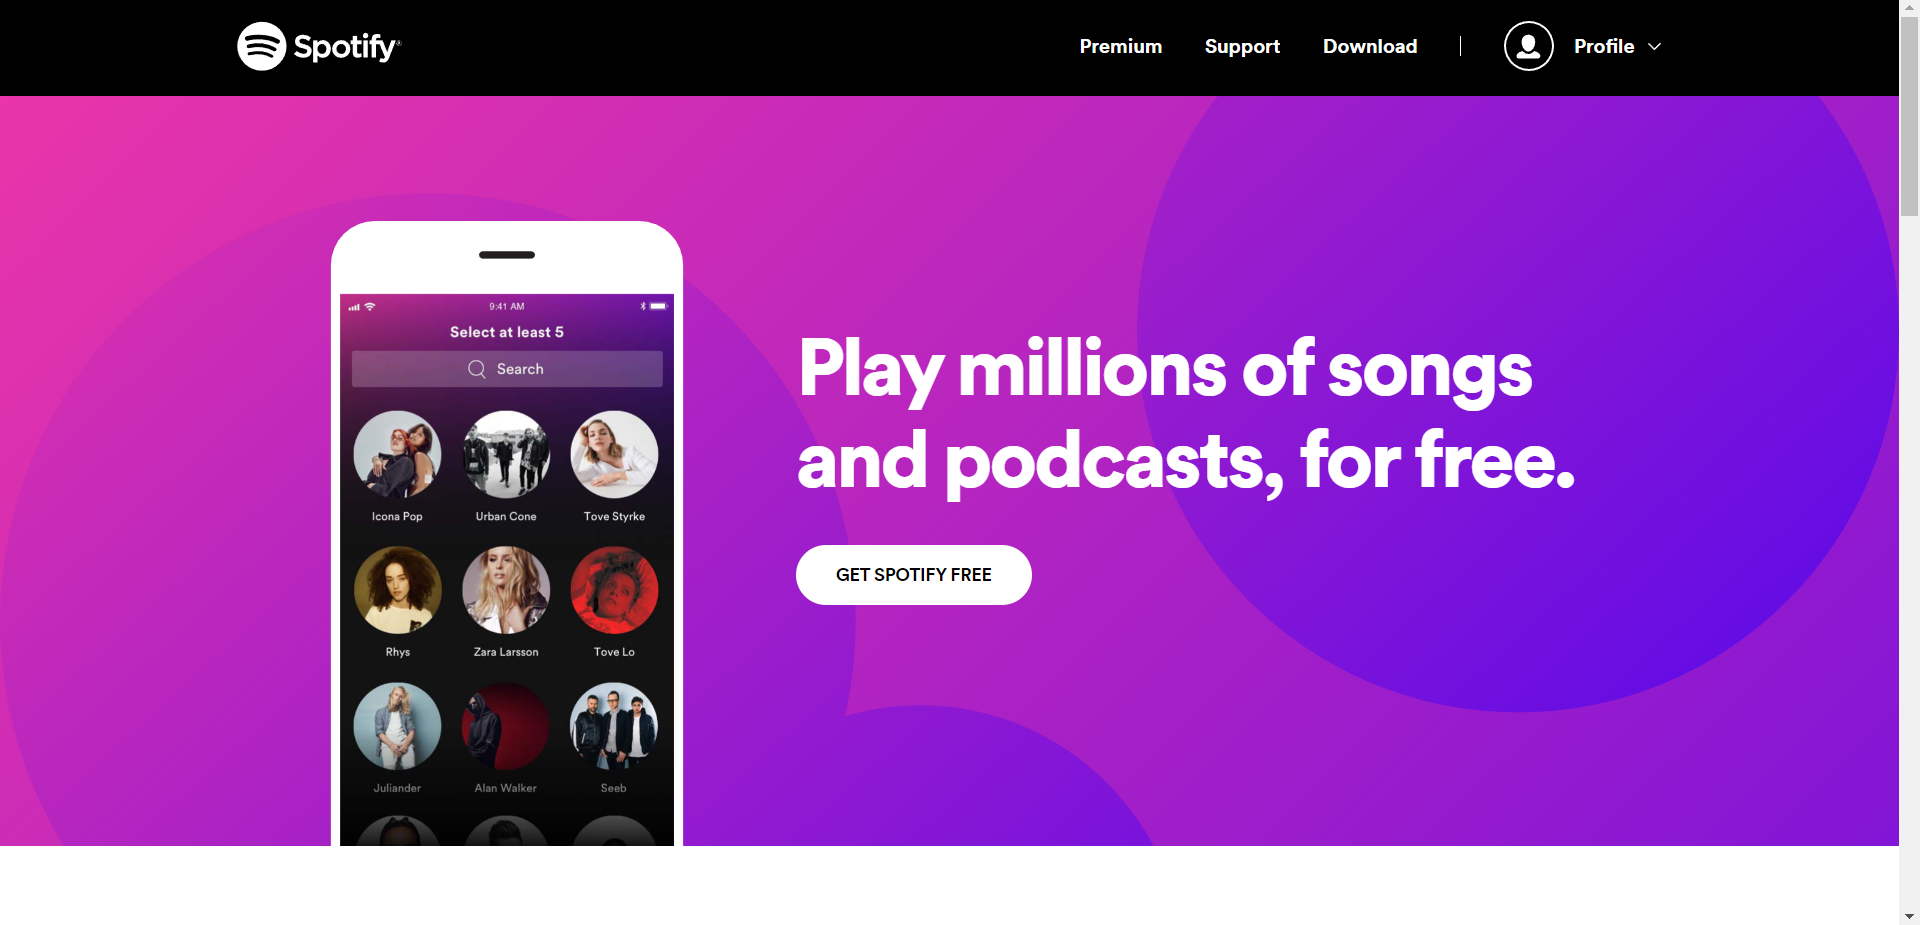 Spotify®
Premium Support Download Profile
9:41 AM
Select at least 5
Search
Icona Pop Urban Cone Tove Styrke
Rhys Zara Larsson Tove Lo
Juliander Alan Walker Seeb
Play millions of songs
and podcasts, for free.
GET SPOTIFY FREE